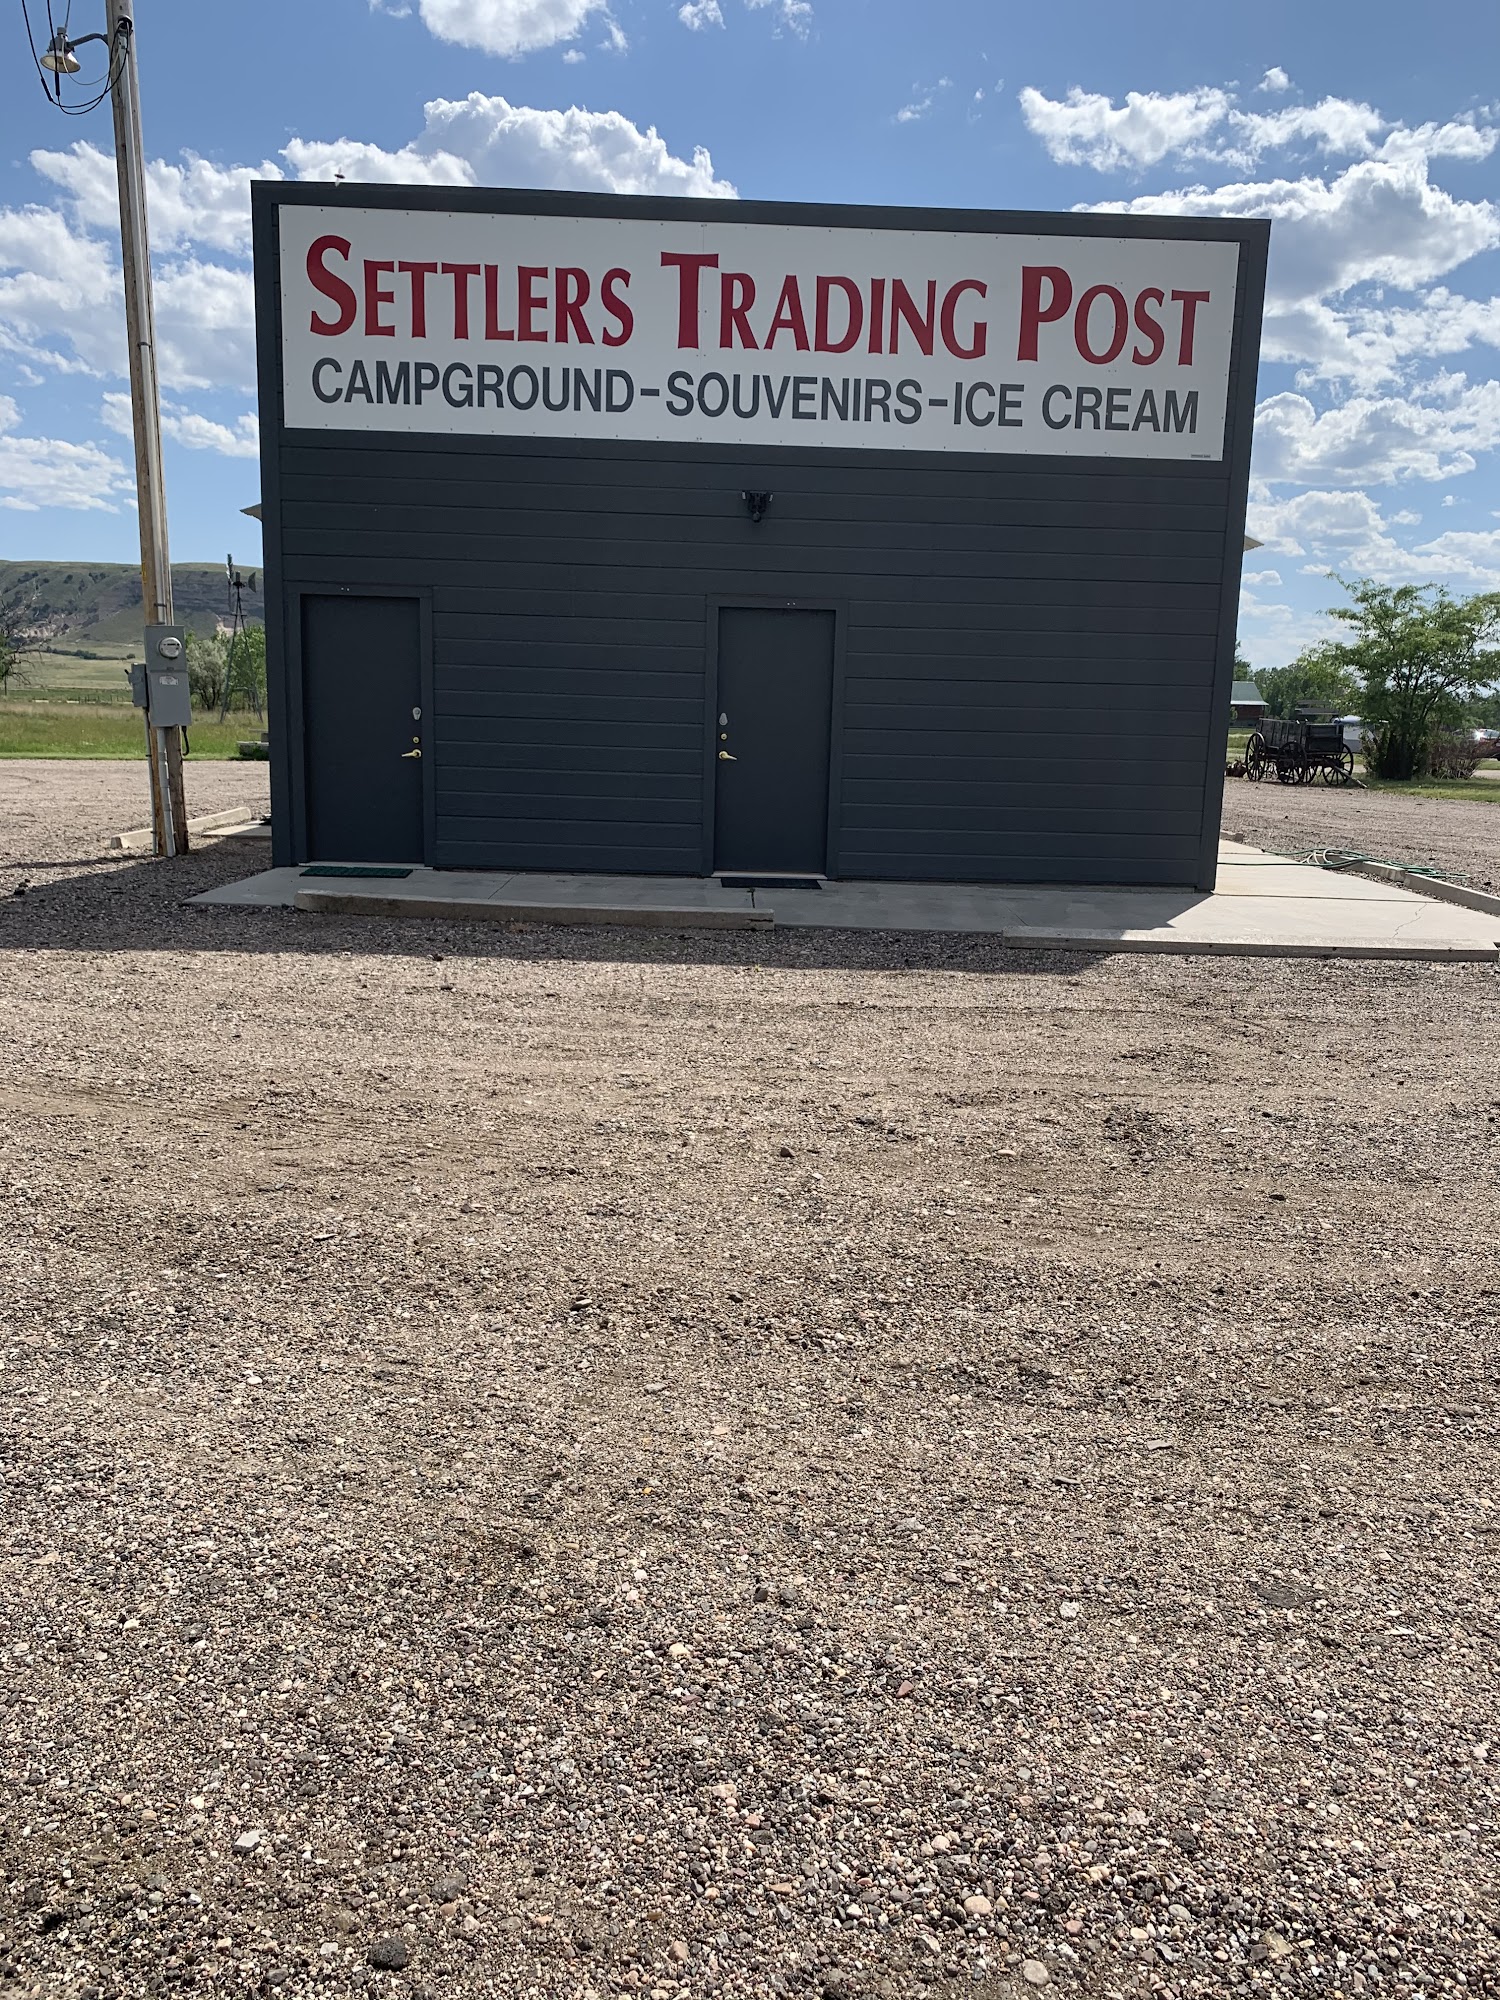 SETTLERS TRADING POST
CAMPGROUND-SOUVENIRS-ICE CREAM